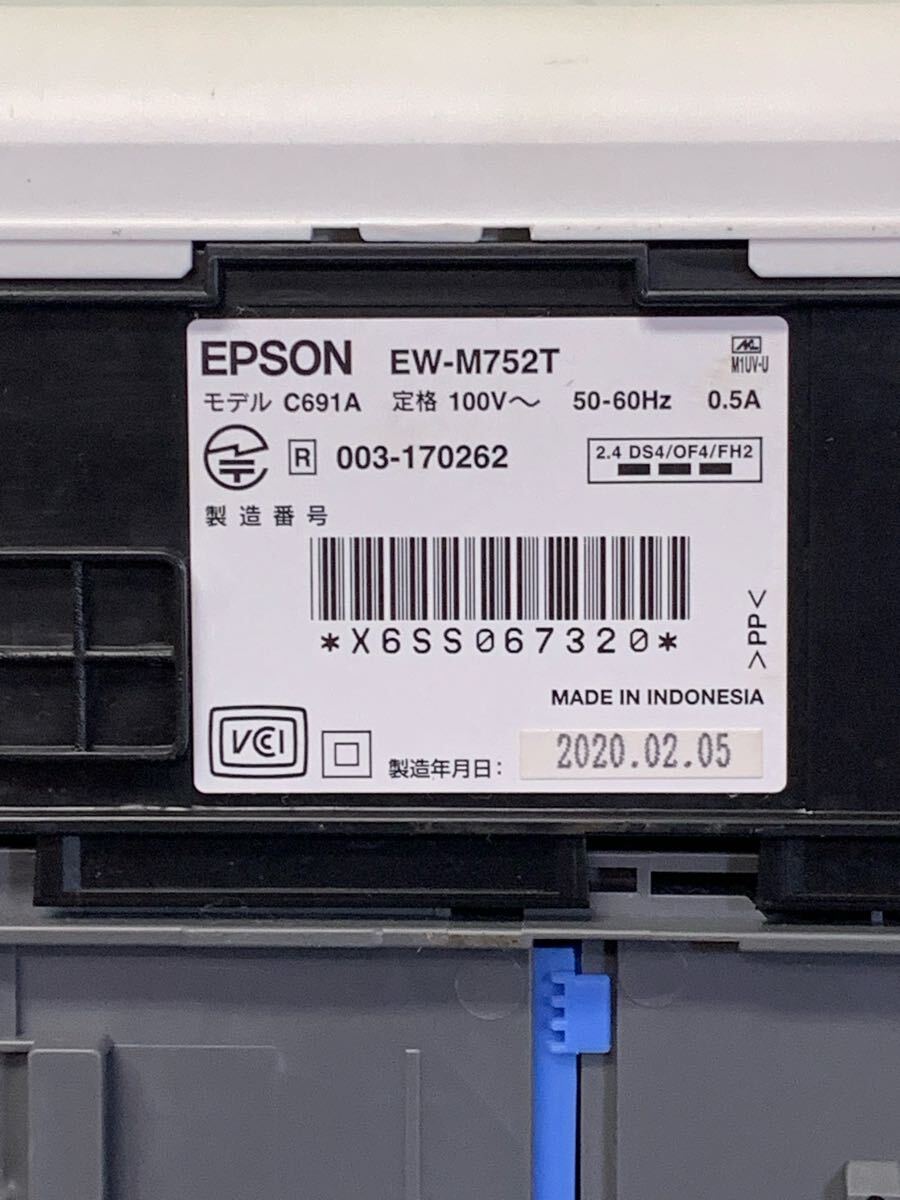 EPSON EW-M752T
M1UV-U
モデル C691A 定格 100V～ 50-60Hz 0.5A
R 003-170262
2.4 DS4/OF4/FH2
製造番号
*X6SS067320*
>PP<
MADE IN INDONESIA
VCCI
製造年月日: 2020.02.05